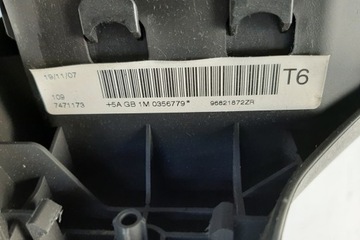 19/11/07
T6
109
7471173 +5A GB 1M 0356779* 96821672ZR